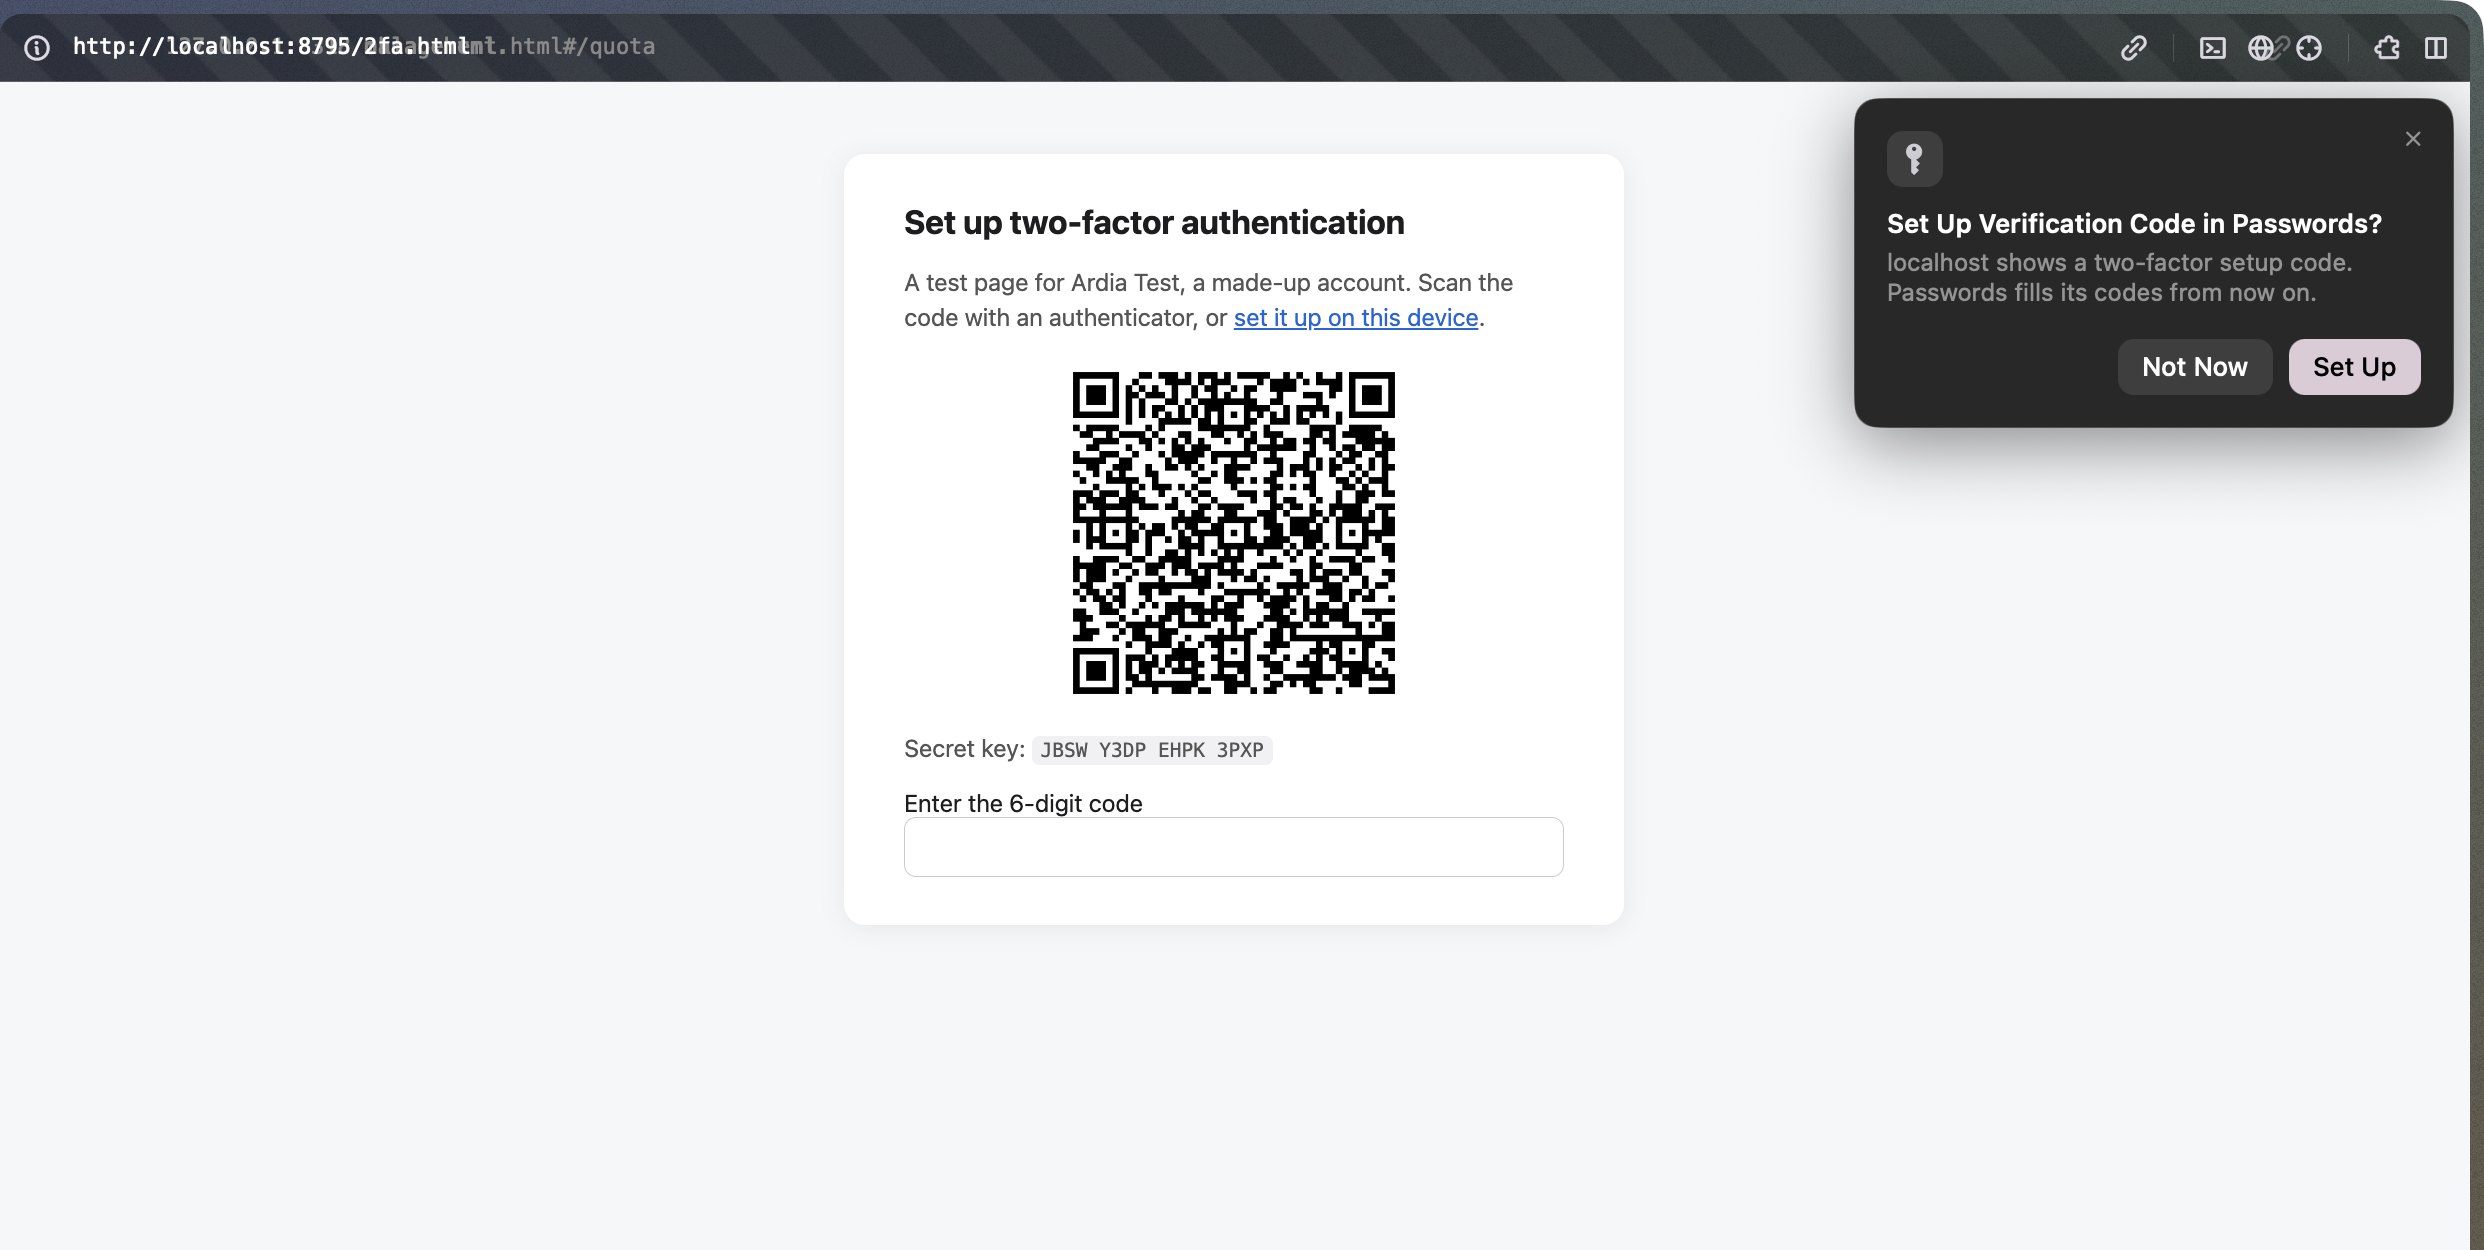 http://localhost:8795/2fa.html
.html#/quota
Set up two-factor authentication
A test page for Ardia Test, a made-up account. Scan the
code with an authenticator, or set it up on this device.
Secret key: JBSW Y3DP EHPK 3PXP
Enter the 6-digit code
Set Up Verification Code in Passwords?
localhost shows a two-factor setup code.
Passwords fills its codes from now on.
Not Now
Set Up